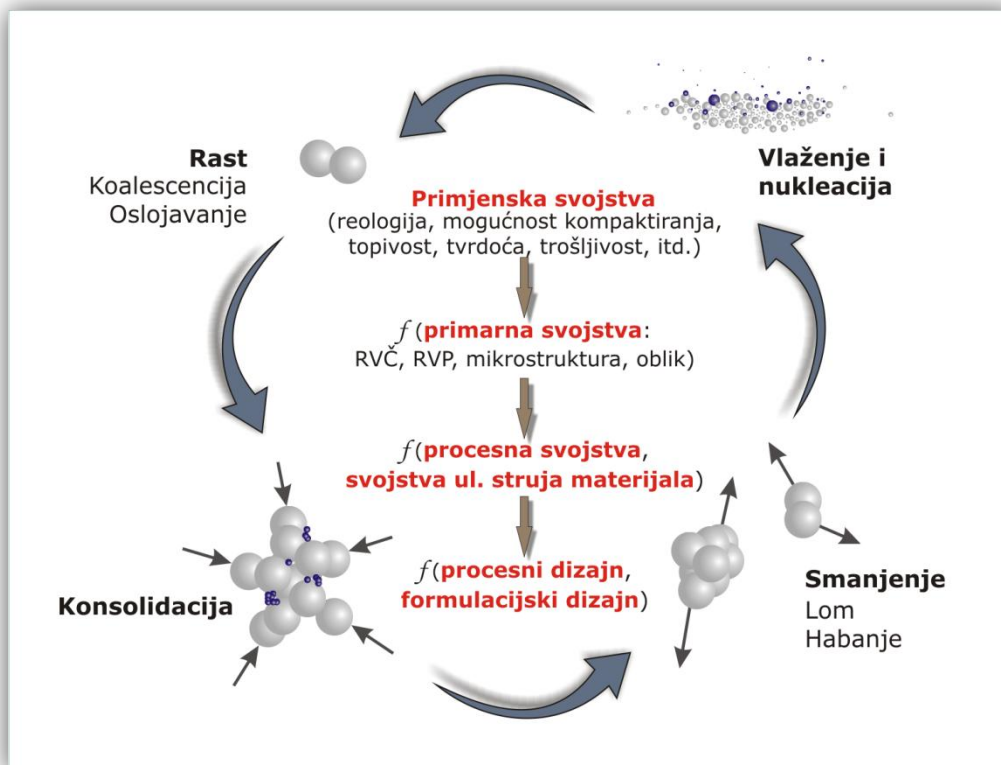 Rast
Koalescencija
Oslojavanje
Vlaženje i
nukleacija
Primjenska svojstva
(reologija, mogućnost kompaktiranja,
topivost, tvrdoća, trošljivost, itd.)
f(primarna svojstva:
RVČ, RVP, mikrostruktura, oblik)
f(procesna svojstva,
svojstva ul. struja materijala)
f(procesni dizajn,
formulacijski dizajn)
Konsolidacija
Smanjenje
Lom
Habanje